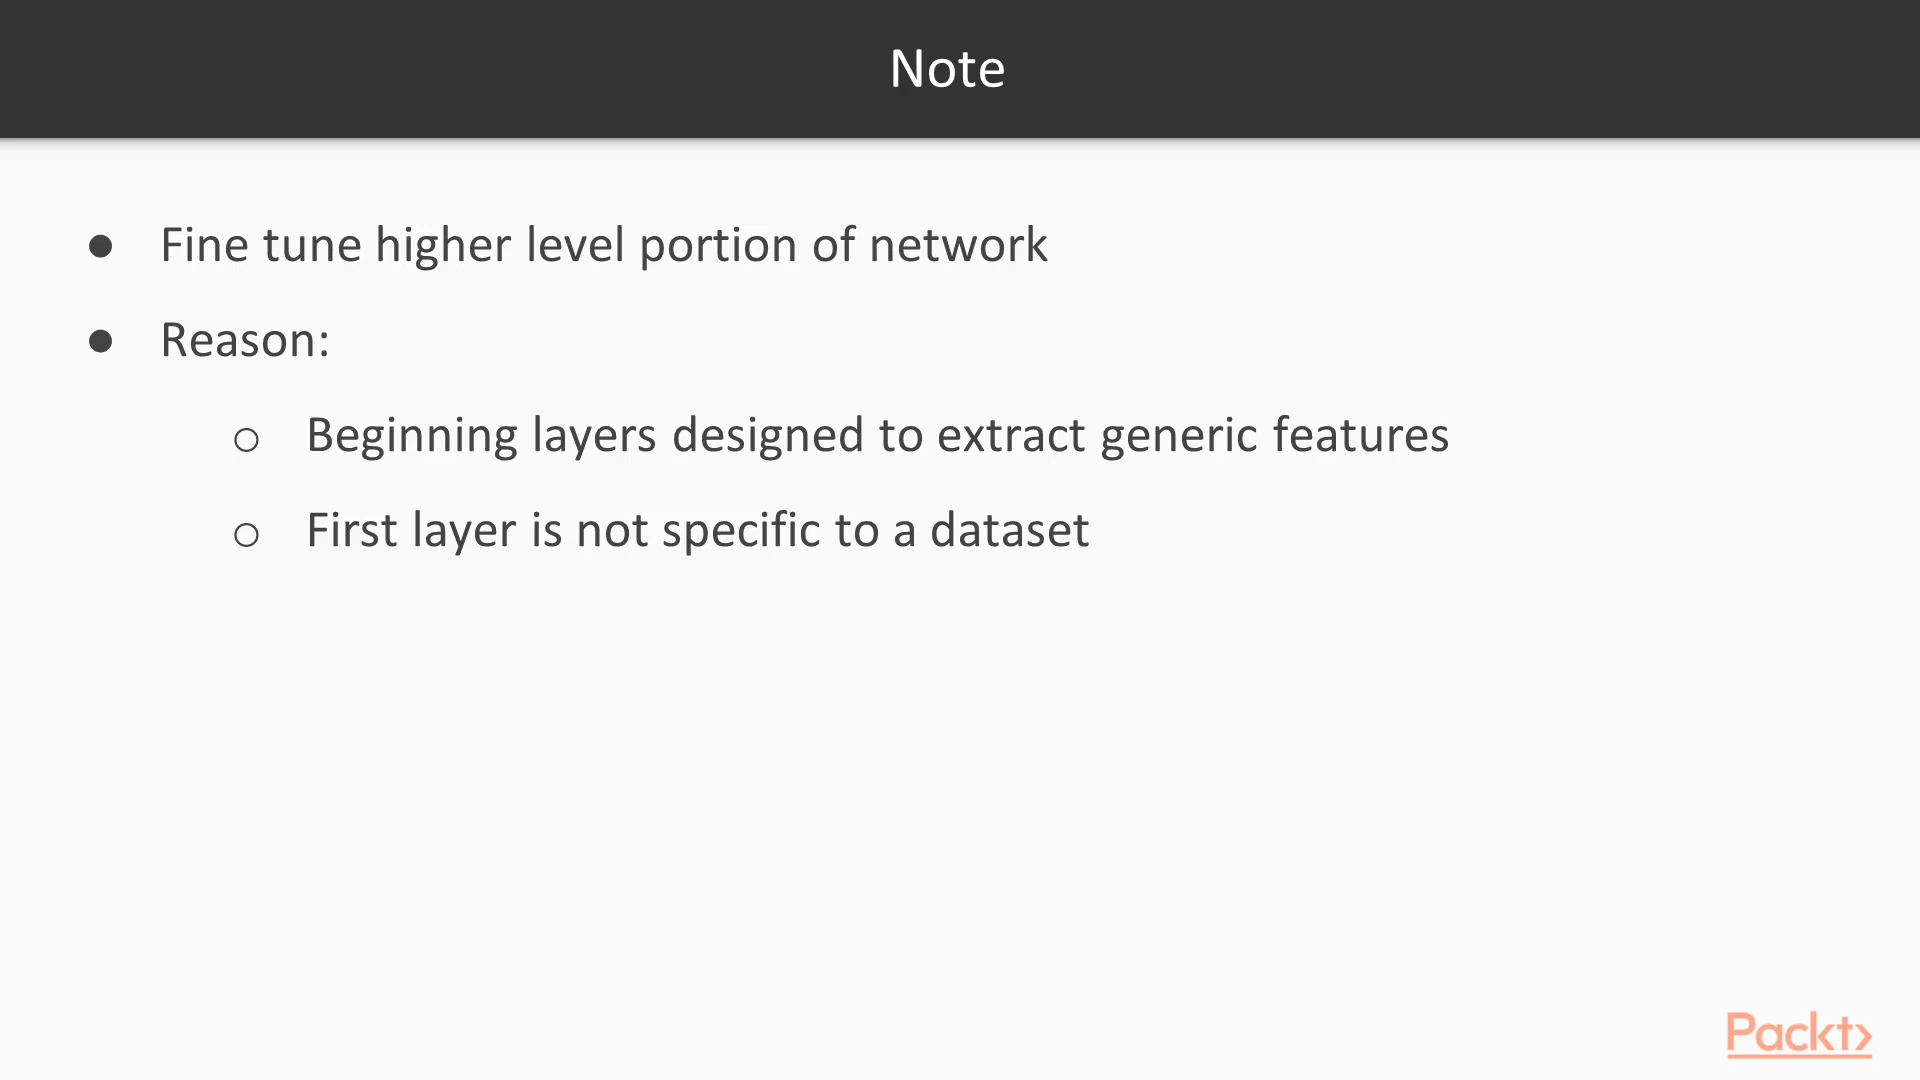 Note
● Fine tune higher level portion of network
● Reason:
○ Beginning layers designed to extract generic features
○ First layer is not specific to a dataset
Packt>